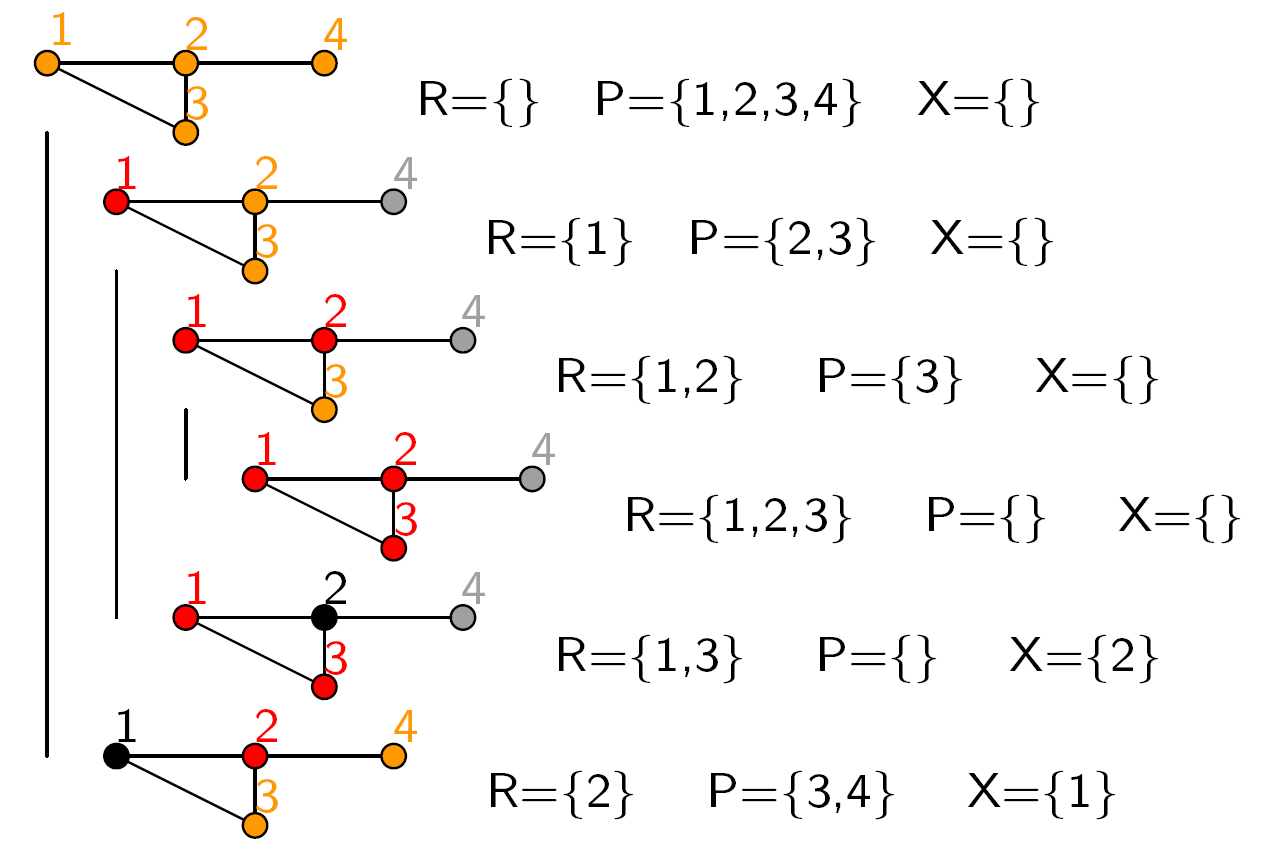 1 2 4
3
R={} P={1,2,3,4} X={}
1 2 4
3
R={1} P={2,3} X={}
1 2 4
3
R={1,2} P={3} X={}
1 2 4
3
R={1,2,3} P={} X={}
1 2 4
3
R={1,3} P={} X={2}
1 2 4
3
R={2} P={3,4} X={1}